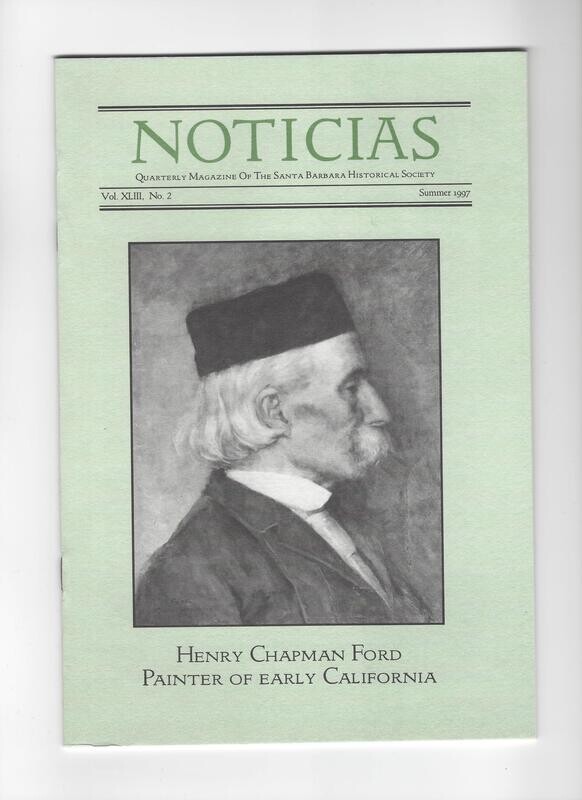 NOTICIAS
QUARTERLY MAGAZINE OF THE SANTA BARBARA HISTORICAL SOCIETY
Vol. XLIII, No. 2 Summer 1997
HENRY CHAPMAN FORD
PAINTER OF EARLY CALIFORNIA